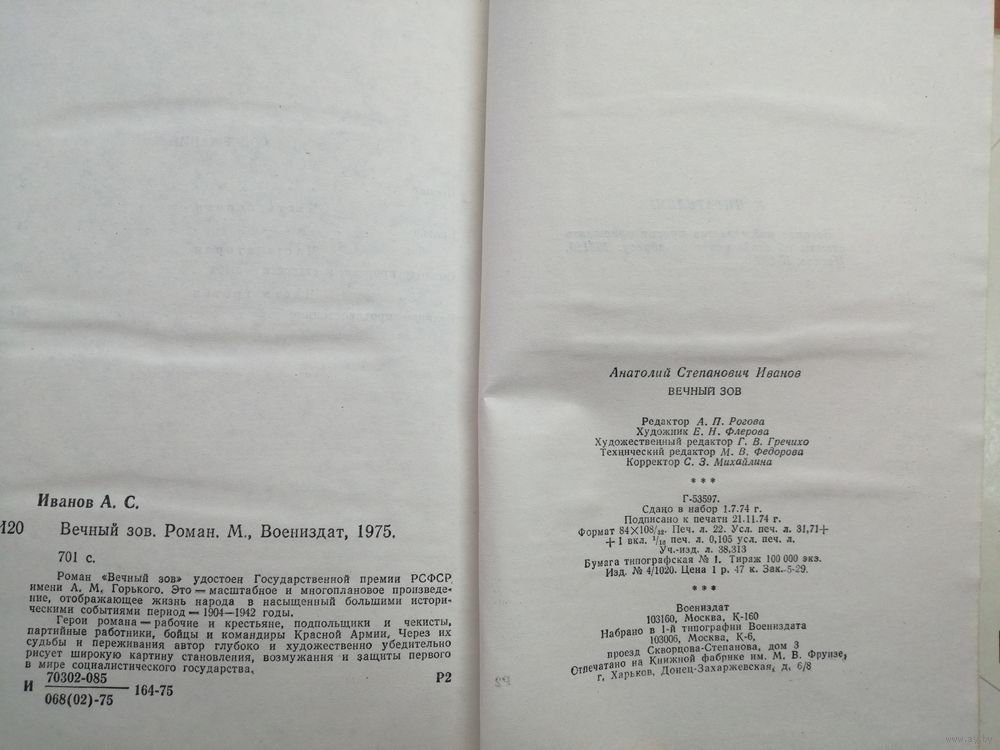 Иванов А. С.
И20 Вечный зов. Роман. М., Воениздат, 1975.
701 с.
Роман «Вечный зов» удостоен Государственной премии РСФСР
имени А. М. Горького. Это — масштабное и многоплановое произведе-
ние, отображающее жизнь народа в насыщенный большими истори-
ческими событиями период — 1904—1942 годы.
Герои романа — рабочие и крестьяне, подпольщики и чекисты,
партийные работники, бойцы и командиры Красной Армии. Через их
судьбы и переживания автор глубоко и художественно убедительно
рисует широкую картину становления, возмужания и защиты первого
в мире социалистического государства.
И 70302-085
068(02)-75 164-75 Р2
Анатолий Степанович Иванов
ВЕЧНЫЙ ЗОВ
Редактор А. П. Рогова
Художник Е. Н. Флерова
Художественный редактор Г. В. Гречихо
Технический редактор М. В. Федорова
Корректор С. З. Михайлина
* * *
Г-53597.
Сдано в набор 1.7.74 г.
Подписано к печати 21.11.74 г.
Формат 84×108/32. Печ. л. 22. Усл. печ. л. 31,71+
+1 вкл. 1/16 печ. л. 0,105 усл. печ. л.
Уч.-изд. л. 38,313
Бумага типографская № 1. Тираж 100 000 экз.
Изд. № 4/1020. Цена 1 р. 47 к. Зак. 5-29.
* * *
Воениздат
103160, Москва, К-160
Набрано в 1-й типографии Воениздата
103006, Москва, К-6,
проезд Скворцова-Степанова, дом 3
Отпечатано на Книжной фабрике им. М. В. Фрунзе,
г. Харьков, Донец-Захаржевская, д. 6/8
www.ay.by